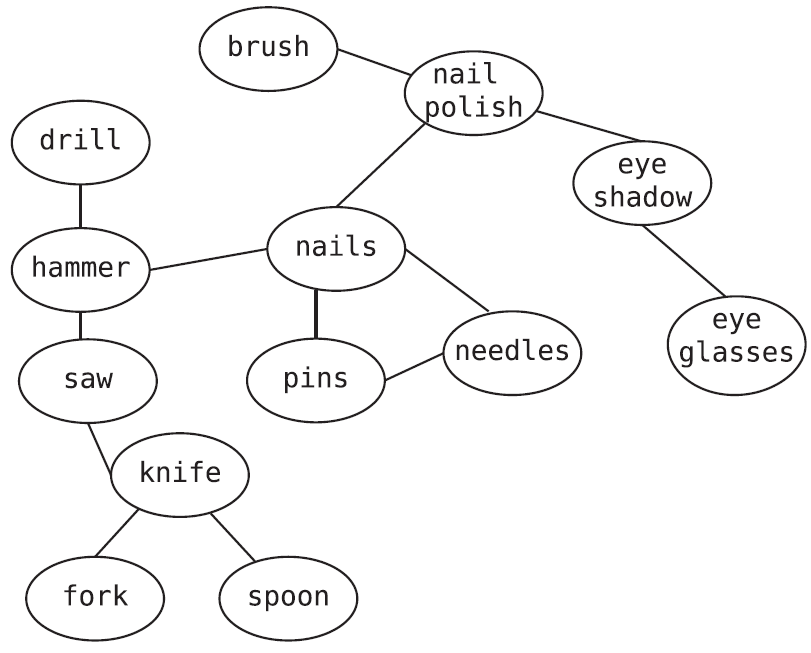 brush
nail
polish
drill
eye
shadow
hammer
nails
eye
glasses
needles
saw
pins
knife
fork
spoon